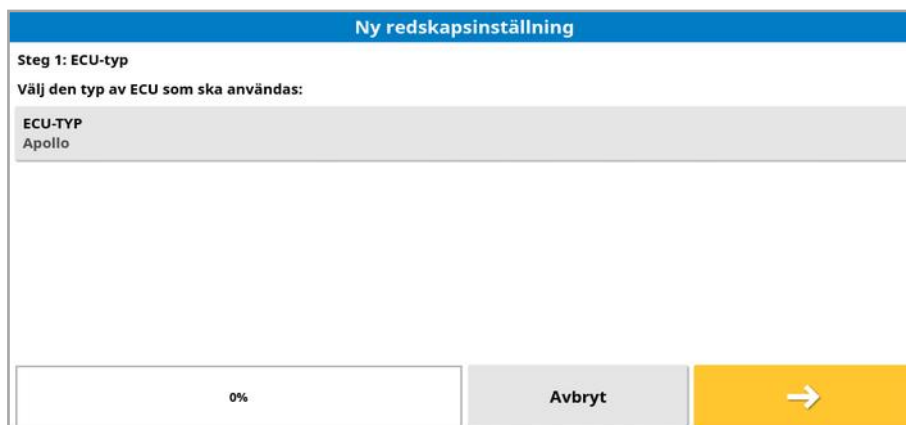 Ny redskapsinställning
Steg 1: ECU-typ
Välj den typ av ECU som ska användas:
ECU-TYP
Apollo
0%
Avbryt